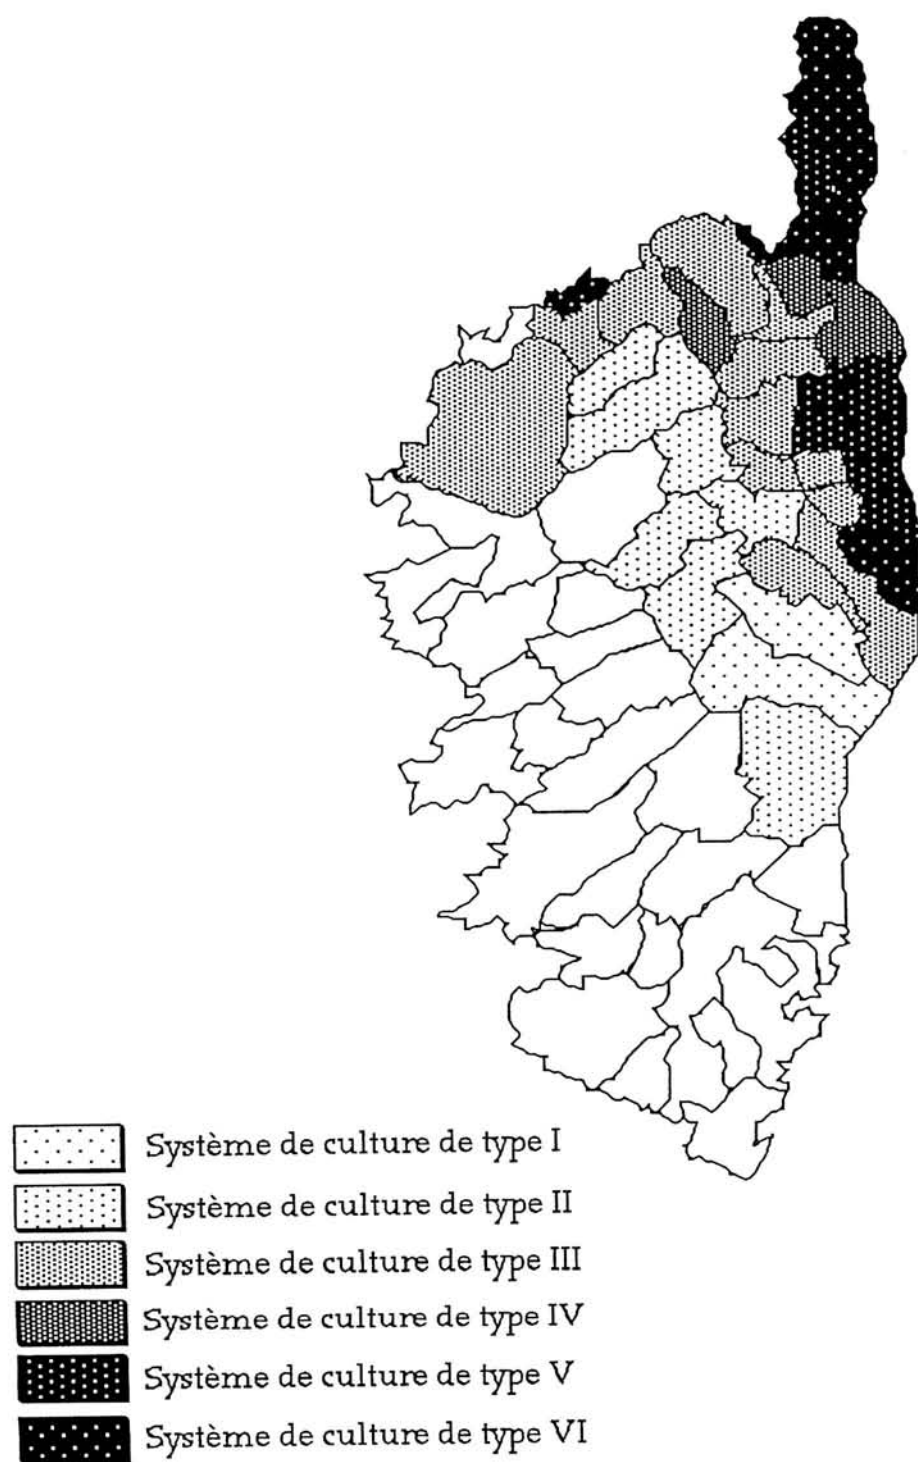 Système de culture de type I
Système de culture de type II
Système de culture de type III
Système de culture de type IV
Système de culture de type V
Système de culture de type VI